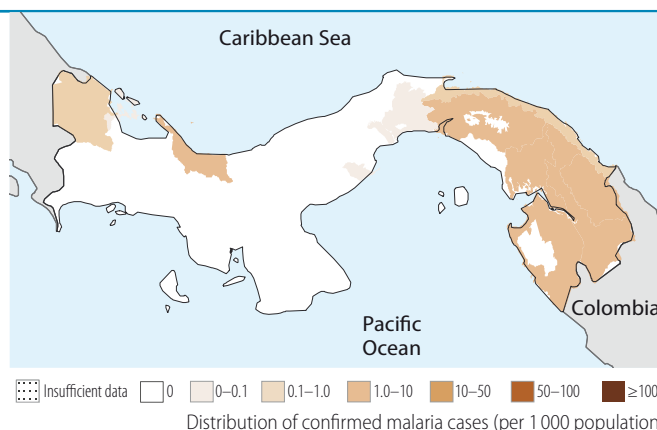 Caribbean Sea
Colombia
Pacific
Ocean
Insufficient data 0 0–0.1 0.1–1.0 1.0–10 10–50 50–100 ≥100
Distribution of confirmed malaria cases (per 1 000 population